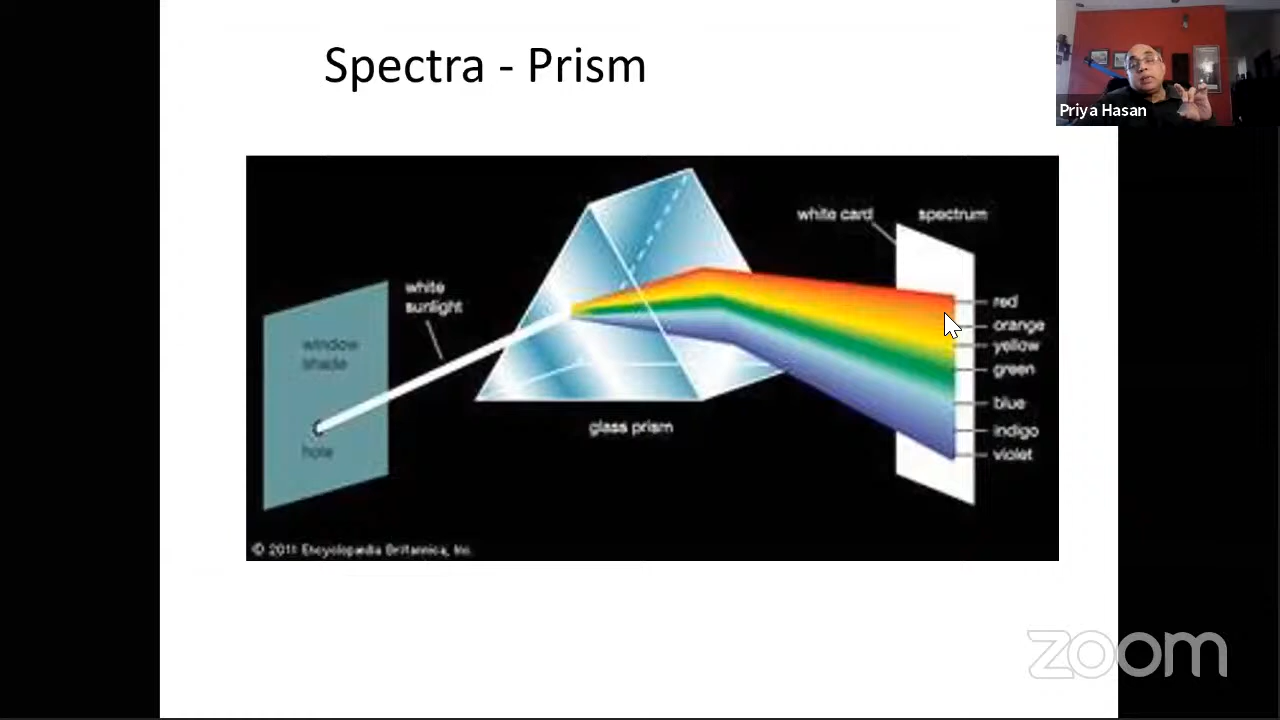 Spectra - Prism
Priya Hasan
white card
spectrum
white
sunlight
window
shade
hole
glass prism
red
orange
yellow
green
blue
indigo
violet
© 2011 Encyclopædia Britannica, Inc.
zoom